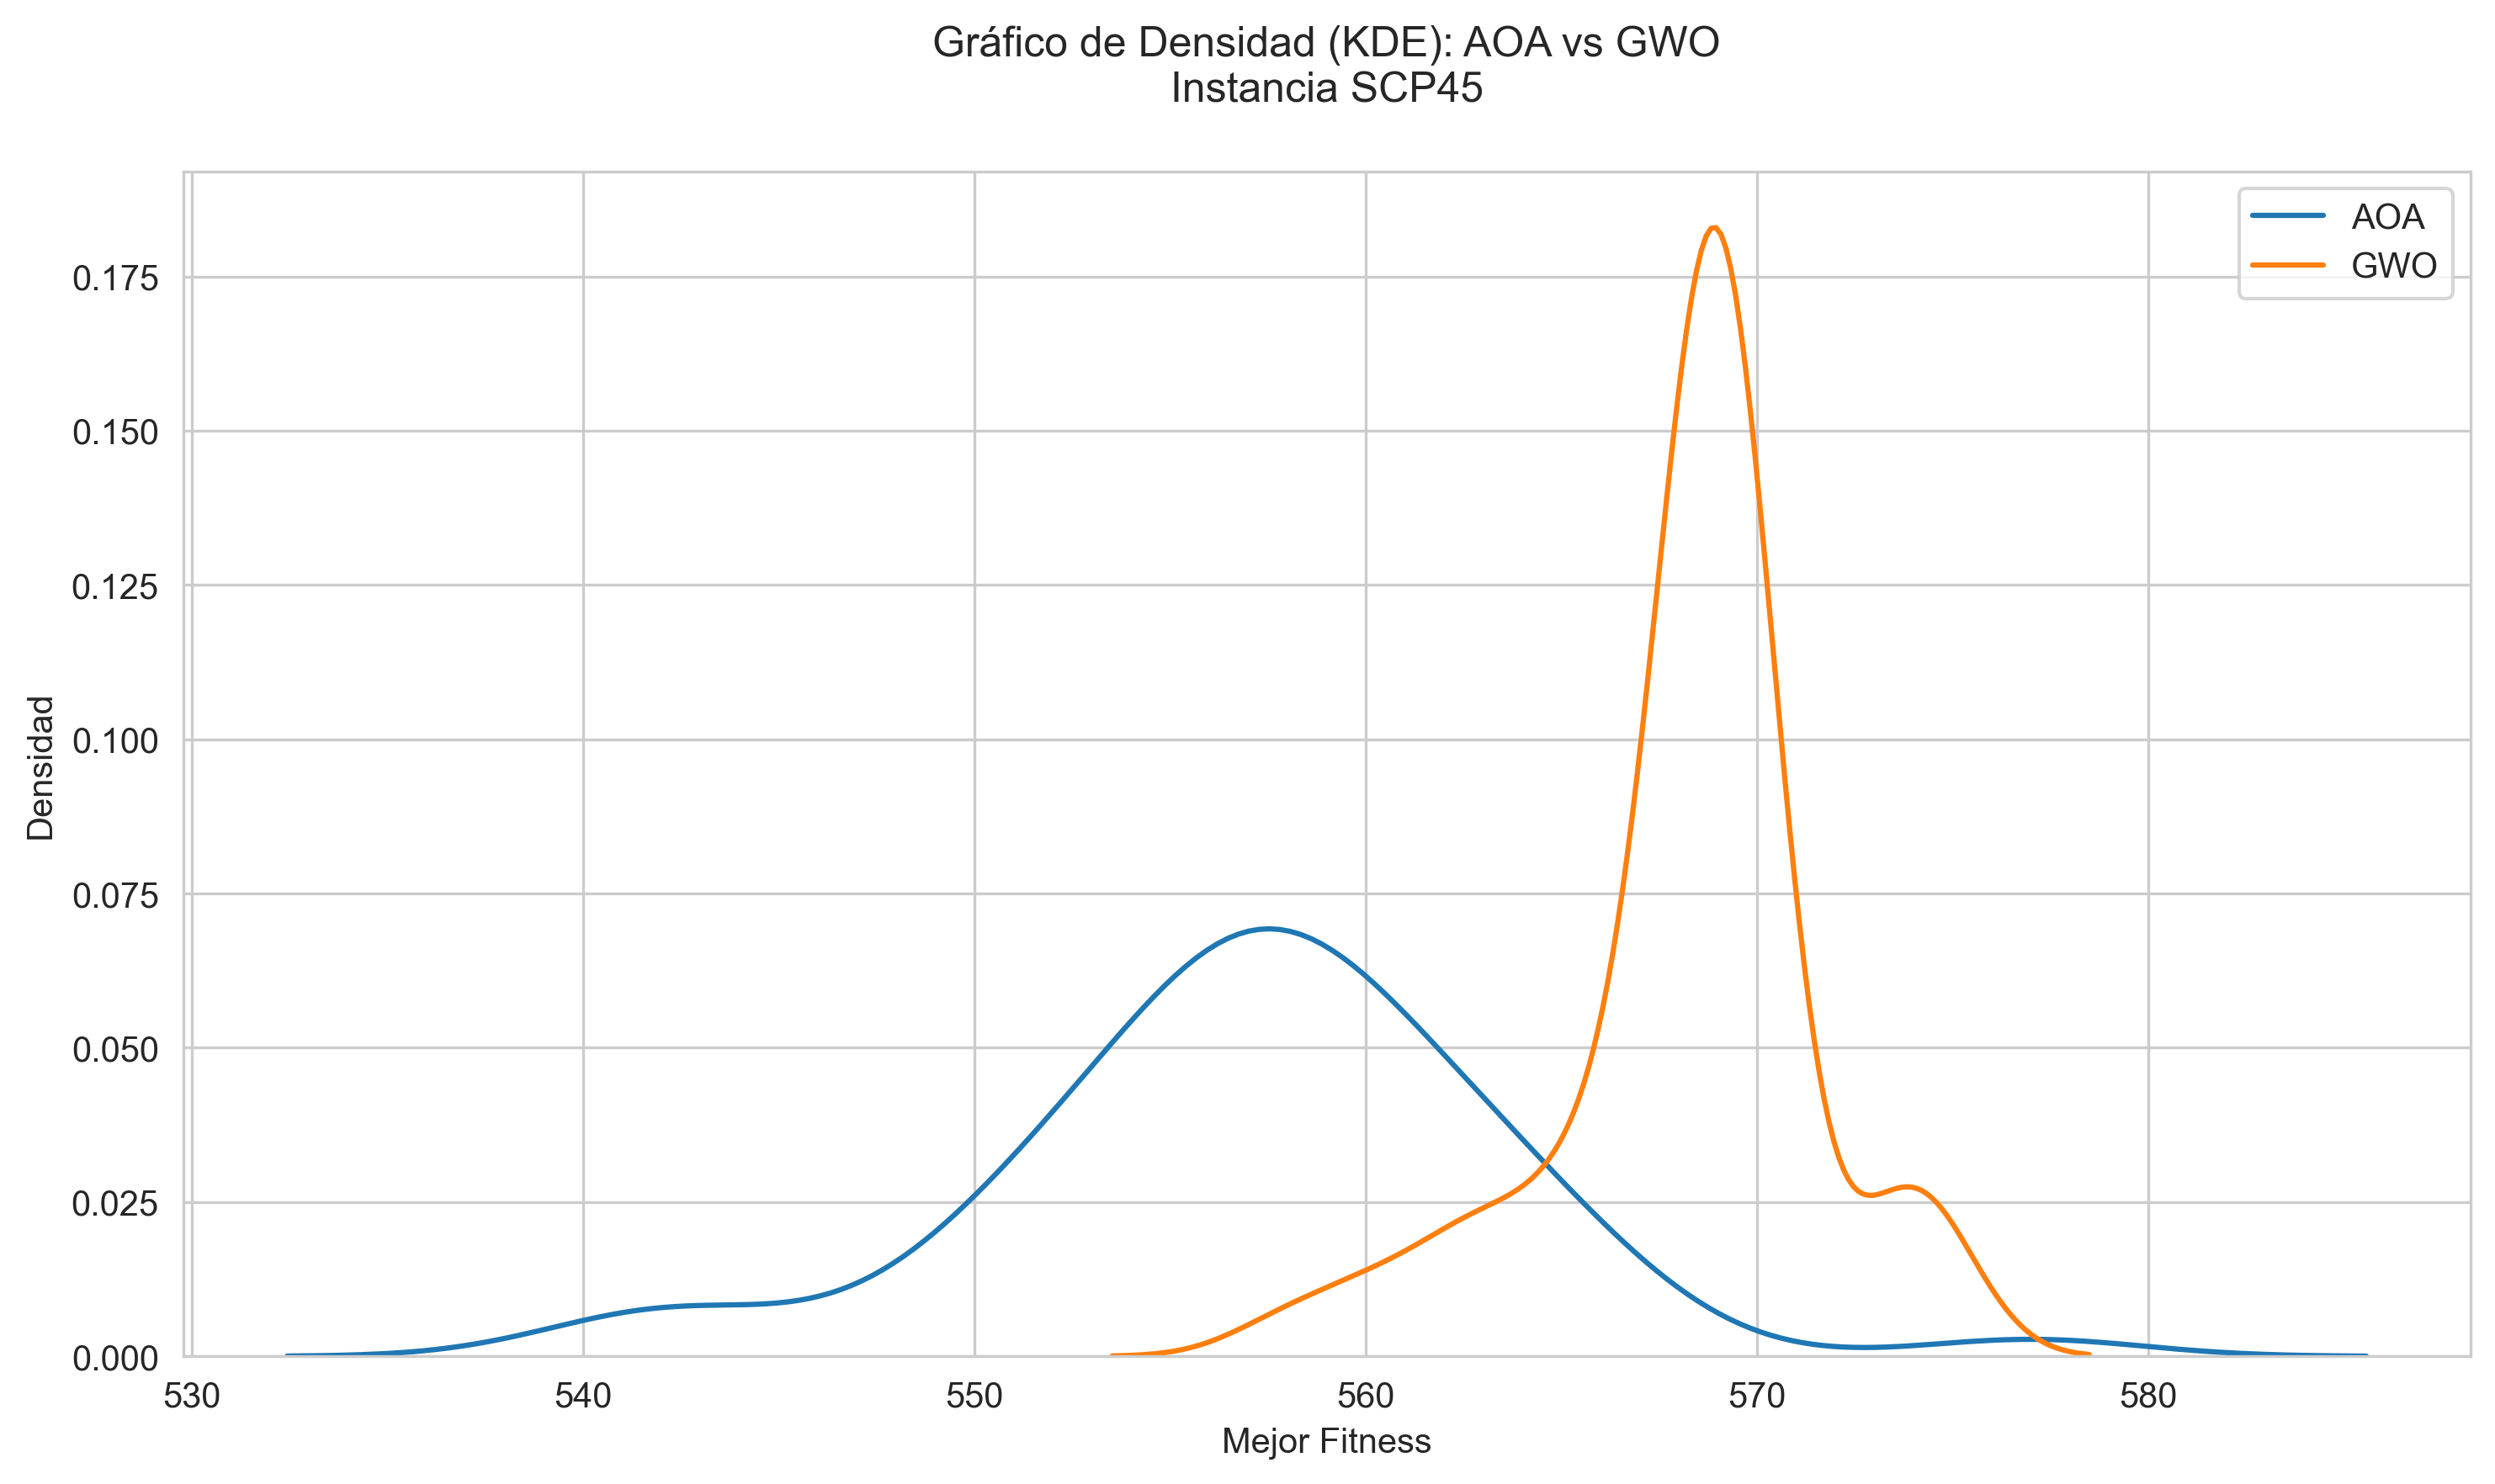 Gráfico de Densidad (KDE): AOA vs GWO
Instancia SCP45
AOA
GWO
0.175
0.150
0.125
0.100
0.075
0.050
0.025
0.000
Densidad
530 540 550 560 570 580
Mejor Fitness